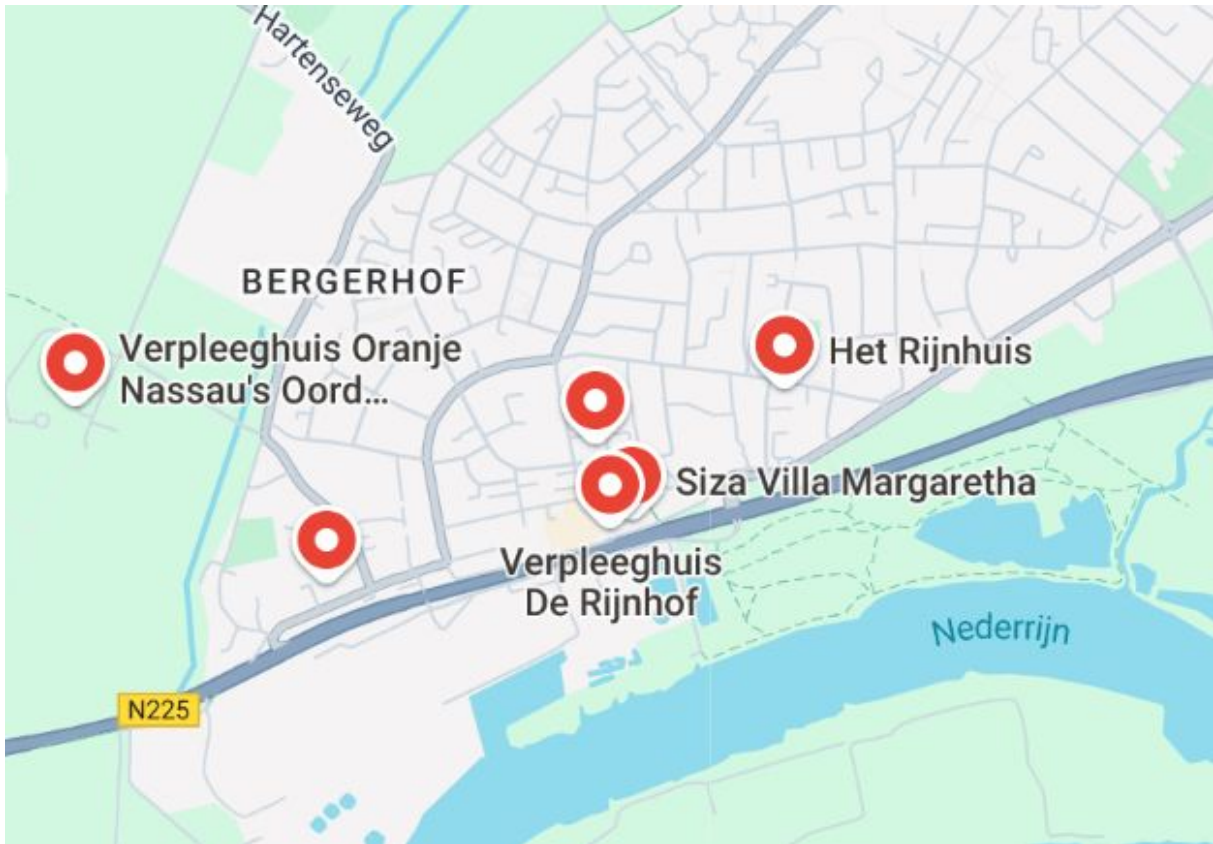 Hartenseweg
BERGERHOF
Verpleeghuis Oranje
Nassau's Oord...
Het Rijnhuis
Siza Villa Margaretha
Verpleeghuis
De Rijnhof
Nederrijn
N225